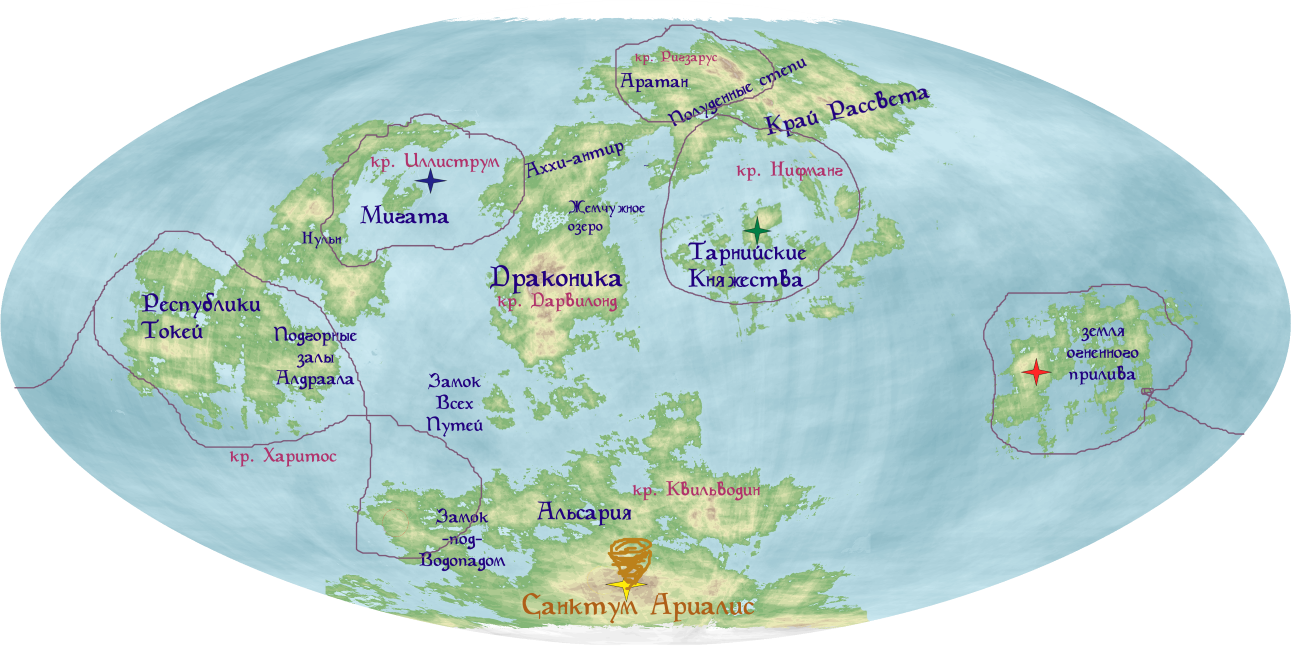 кр. Ригзарус
Аратан
Полуденные степи
Край Рассвета
кр. Иллиструм
Мигата
Аххи-антир
кр. Нифманг
Жемчужное
озеро
Нульн
Тарнийские
Княжества
Драконика
кр. Дарвилонд
Республики
Токей
Подгорные
залы
Алдраала
земля
огненного
прилива
Замок
Всех
Путей
кр. Харитос
кр. Квильводин
Альсария
Замок
-под-
Водопадом
Санктум Ариалис